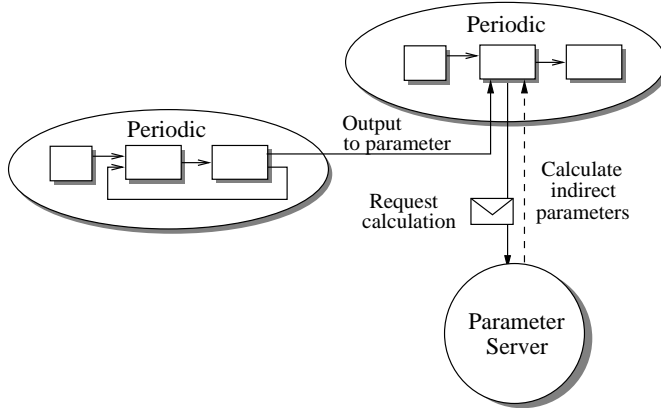 Periodic
Periodic
Output
to parameter
Request
calculation
Calculate
indirect
parameters
Parameter
Server